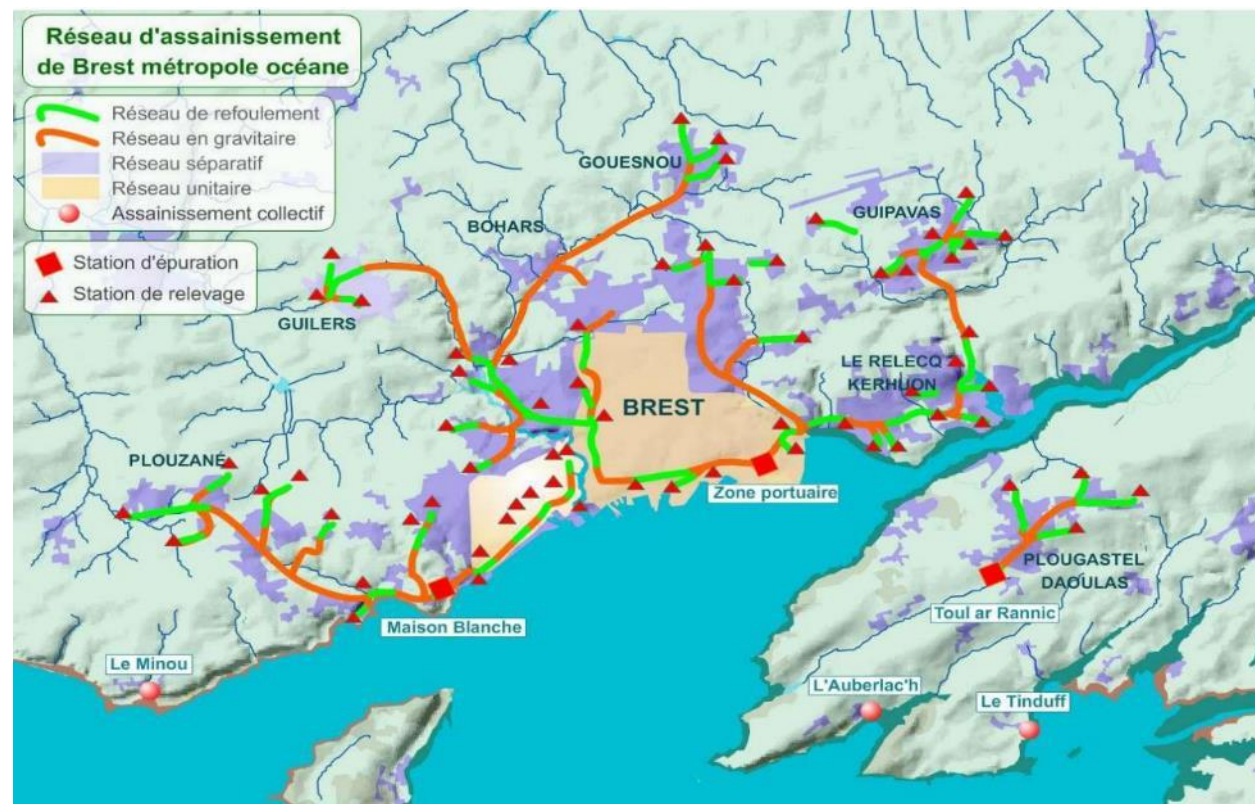 Réseau d'assainissement
de Brest métropole océane
Réseau de refoulement
Réseau en gravitaire
Réseau séparatif
Réseau unitaire
Assainissement collectif
Station d'épuration
Station de relevage
GOUESNOU
BOHARS
GUIPAVAS
GUILERS
LE RELECQ
KERHUON
BREST
PLOUZANÉ
Zone portuaire
PLOUGASTEL
DAOULAS
Toul ar Rannic
Maison Blanche
Le Minou
L'Auberlac'h
Le Tinduff